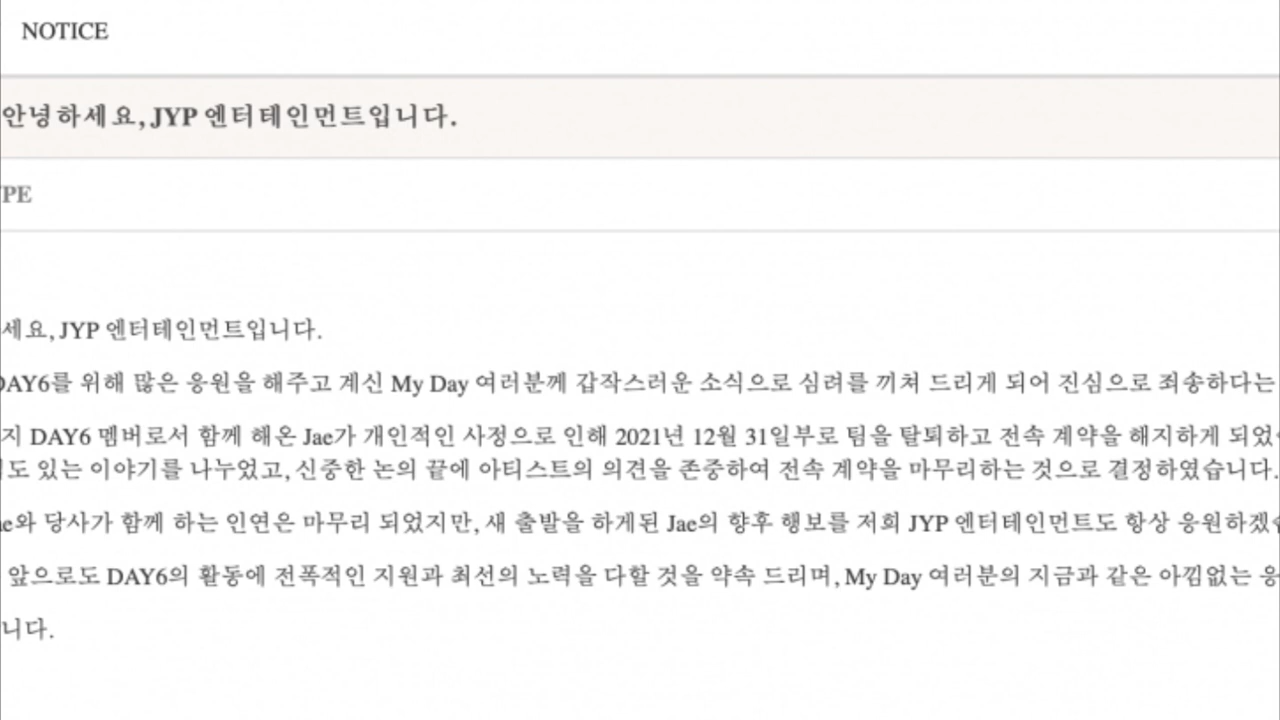 NOTICE
안녕하세요, JYP 엔터테인먼트입니다.
PE
세요, JYP 엔터테인먼트입니다.
DAY6를 위해 많은 응원을 해주고 계신 My Day 여러분께 갑작스러운 소식으로 심려를 끼쳐 드리게 되어 진심으로 죄송하다는
지 DAY6 멤버로서 함께 해온 Jae가 개인적인 사정으로 인해 2021년 12월 31일부로 팀을 탈퇴하고 전속 계약을 해지하게 되었
도 있는 이야기를 나누었고, 신중한 논의 끝에 아티스트의 의견을 존중하여 전속 계약을 마무리하는 것으로 결정하였습니다.
ae와 당사가 함께 하는 인연은 마무리 되었지만, 새 출발을 하게된 Jae의 향후 행보를 저희 JYP 엔터테인먼트도 항상 응원하겠
앞으로도 DAY6의 활동에 전폭적인 지원과 최선의 노력을 다할 것을 약속 드리며, My Day 여러분의 지금과 같은 아낌없는 응
니다.